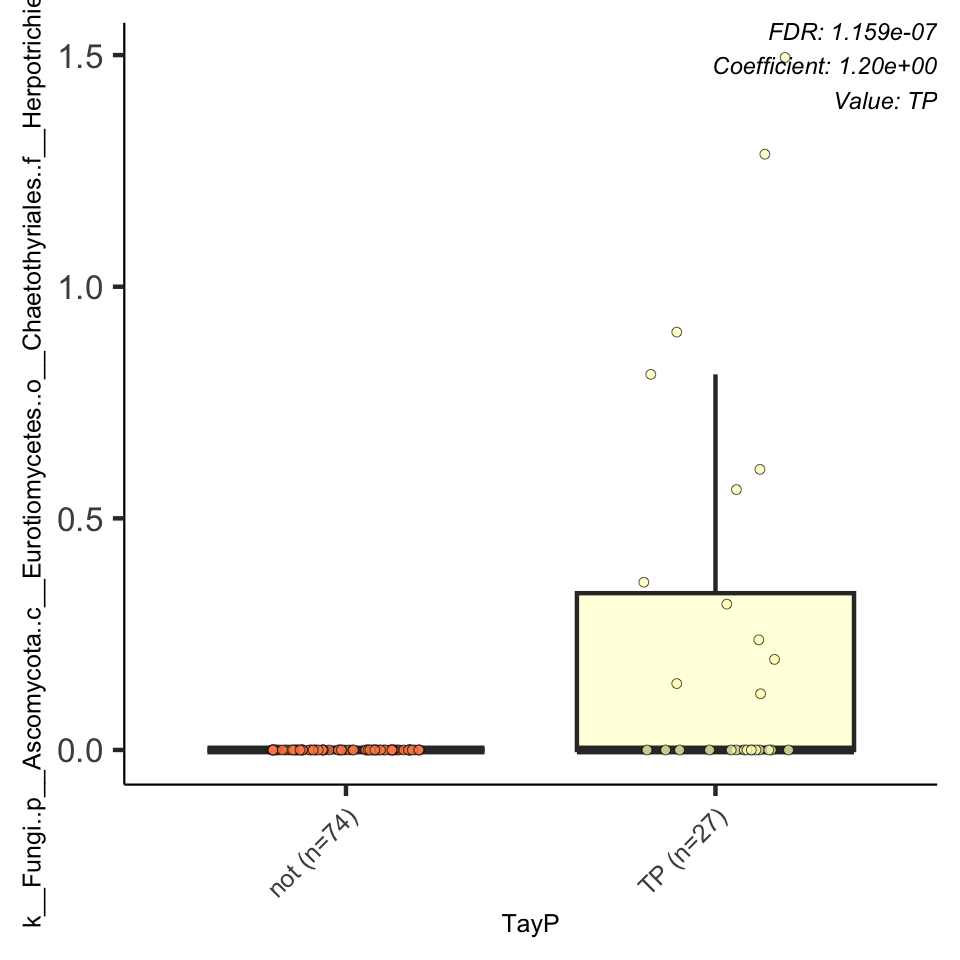 k__Fungi..p__Ascomycota..c__Eurotiomycetes..o__Chaetothyriales..f__Herpotrichie
FDR: 1.159e-07
Coefficient: 1.20e+00
Value: TP
1.5
1.0
0.5
0.0
not (n=74)
TP (n=27)
TayP